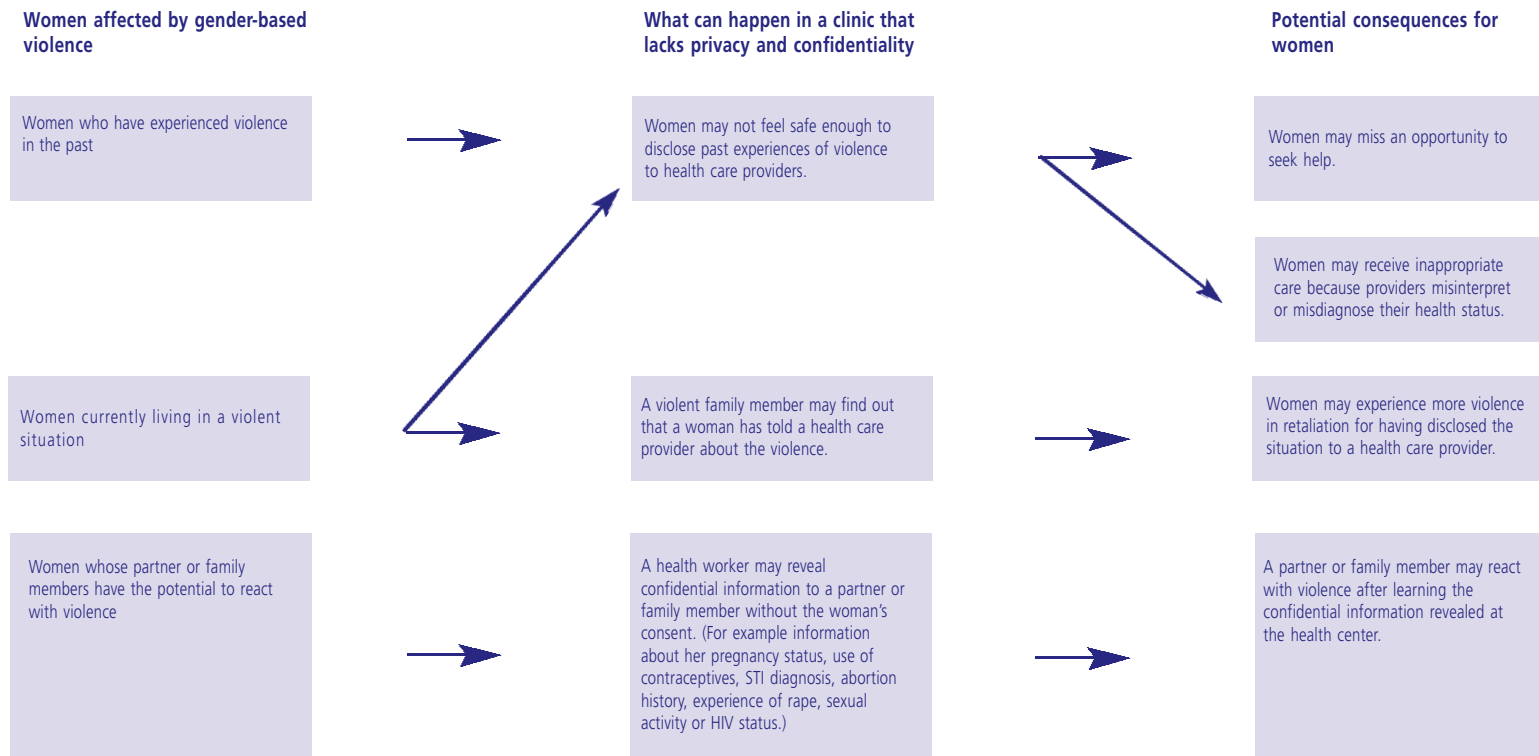 Women affected by gender-based
violence
What can happen in a clinic that
lacks privacy and confidentiality
Potential consequences for
women
Women who have experienced violence
in the past
Women may not feel safe enough to
disclose past experiences of violence
to health care providers.
Women may miss an opportunity to
seek help.
Women may receive inappropriate
care because providers misinterpret
or misdiagnose their health status.
Women currently living in a violent
situation
A violent family member may find out
that a woman has told a health care
provider about the violence.
Women may experience more violence
in retaliation for having disclosed the
situation to a health care provider.
Women whose partner or family
members have the potential to react
with violence
A health worker may reveal
confidential information to a partner or
family member without the woman’s
consent. (For example information
about her pregnancy status, use of
contraceptives, STI diagnosis, abortion
history, experience of rape, sexual
activity or HIV status.)
A partner or family member may react
with violence after learning the
confidential information revealed at
the health center.